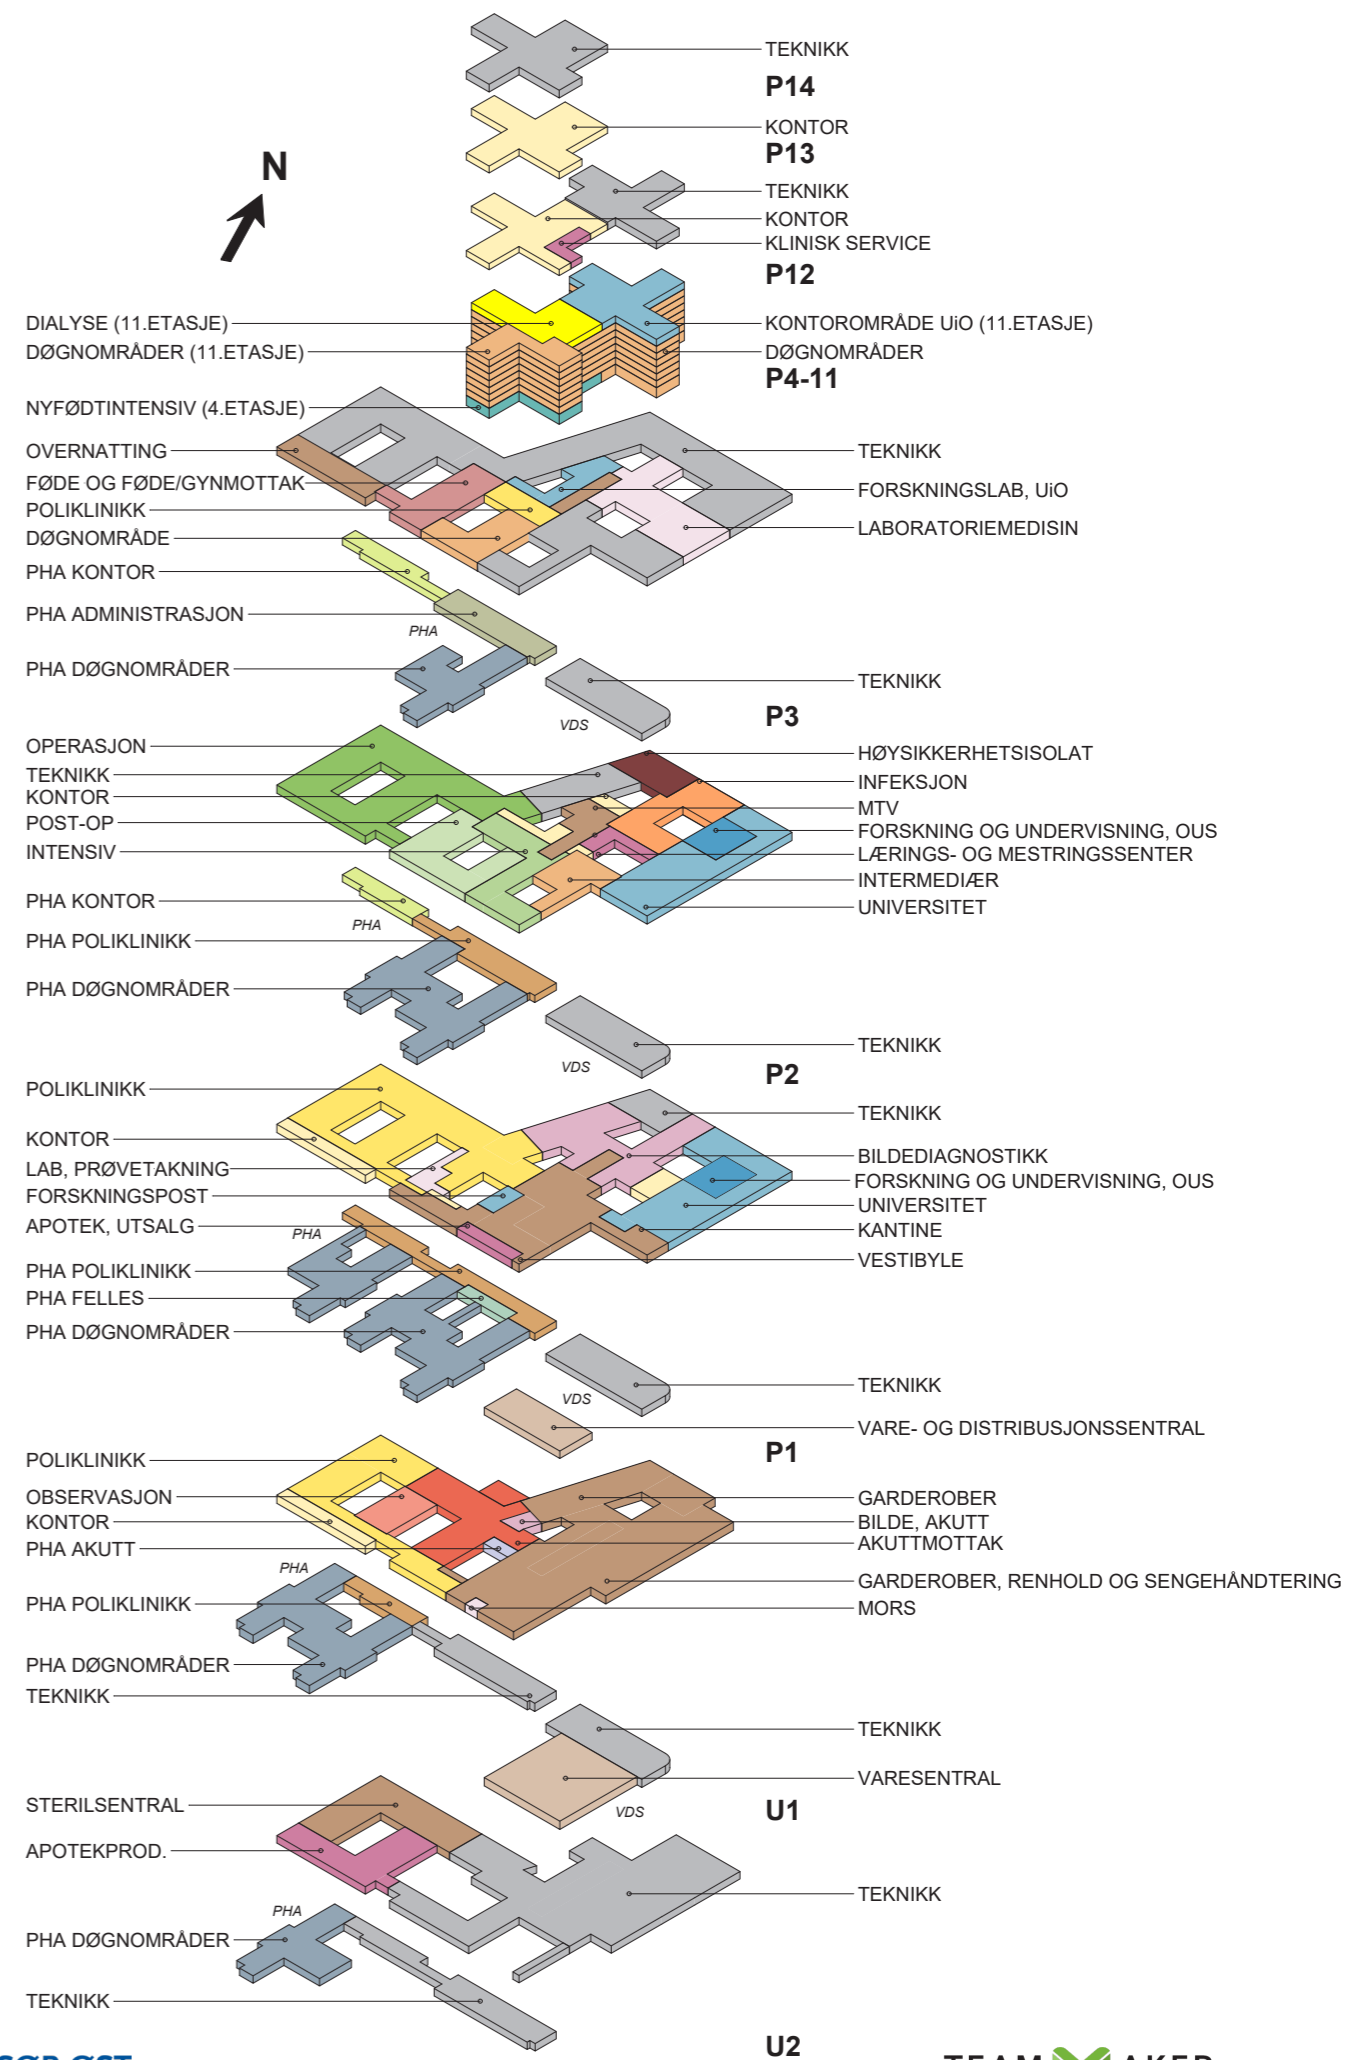 TEKNIKK
P14
KONTOR
P13
N
TEKNIKK
KONTOR
KLINISK SERVICE
P12
DIALYSE (11.ETASJE)
KONTOROMRÅDE UiO (11.ETASJE)
DØGNOMRÅDER (11.ETASJE)
DØGNOMRÅDER
P4-11
NYFØDTINTENSIV (4.ETASJE)
OVERNATTING
TEKNIKK
FØDE OG FØDE/GYNMOTTAK
FORSKNINGSLAB, UiO
POLIKLINIKK
LABORATORIEMEDISIN
DØGNOMRÅDE
PHA KONTOR
PHA ADMINISTRASJON
PHA
PHA DØGNOMRÅDER
TEKNIKK
VDS
P3
OPERASJON
HØYSIKKERHETSISOLAT
TEKNIKK
INFEKSJON
KONTOR
MTV
POST-OP
FORSKNING OG UNDERVISNING, OUS
INTENSIV
LÆRINGS- OG MESTRINGSSENTER
INTERMEDIÆR
PHA KONTOR
UNIVERSITET
PHA
PHA POLIKLINIKK
PHA DØGNOMRÅDER
TEKNIKK
VDS
P2
POLIKLINIKK
TEKNIKK
KONTOR
BILDEDIAGNOSTIKK
LAB, PRØVETAKNING
FORSKNING OG UNDERVISNING, OUS
FORSKNINGSPOST
UNIVERSITET
APOTEK, UTSALG
KANTINE
PHA
VESTIBYLE
PHA POLIKLINIKK
PHA FELLES
PHA DØGNOMRÅDER
TEKNIKK
VDS
VARE- OG DISTRIBUSJONSSENTRAL
P1
POLIKLINIKK
OBSERVASJON
GARDEROBER
KONTOR
BILDE, AKUTT
PHA AKUTT
AKUTTMOTTAK
PHA
GARDEROBER, RENHOLD OG SENGEHÅNDTERING
PHA POLIKLINIKK
MORS
PHA DØGNOMRÅDER
TEKNIKK
TEKNIKK
VARESENTRAL
STERILSENTRAL
VDS
U1
APOTEKPROD.
TEKNIKK
PHA
PHA DØGNOMRÅDER
TEKNIKK
U2